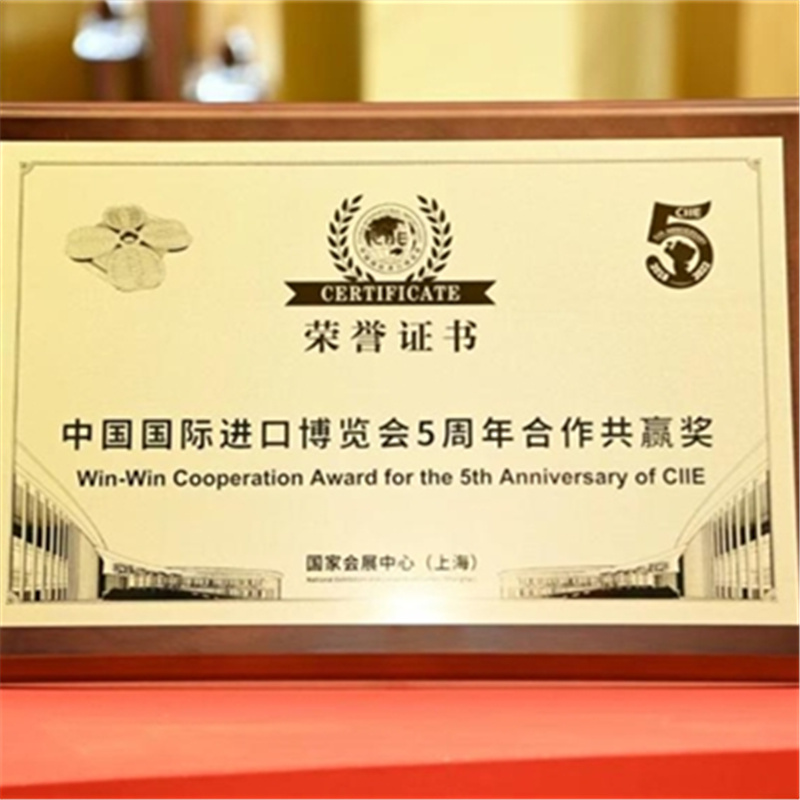 CIIE
5
2018 2022
CERTIFICATE
荣誉证书
中国国际进口博览会5周年合作共赢奖
Win-Win Cooperation Award for the 5th Anniversary of CIIE
国家会展中心（上海）